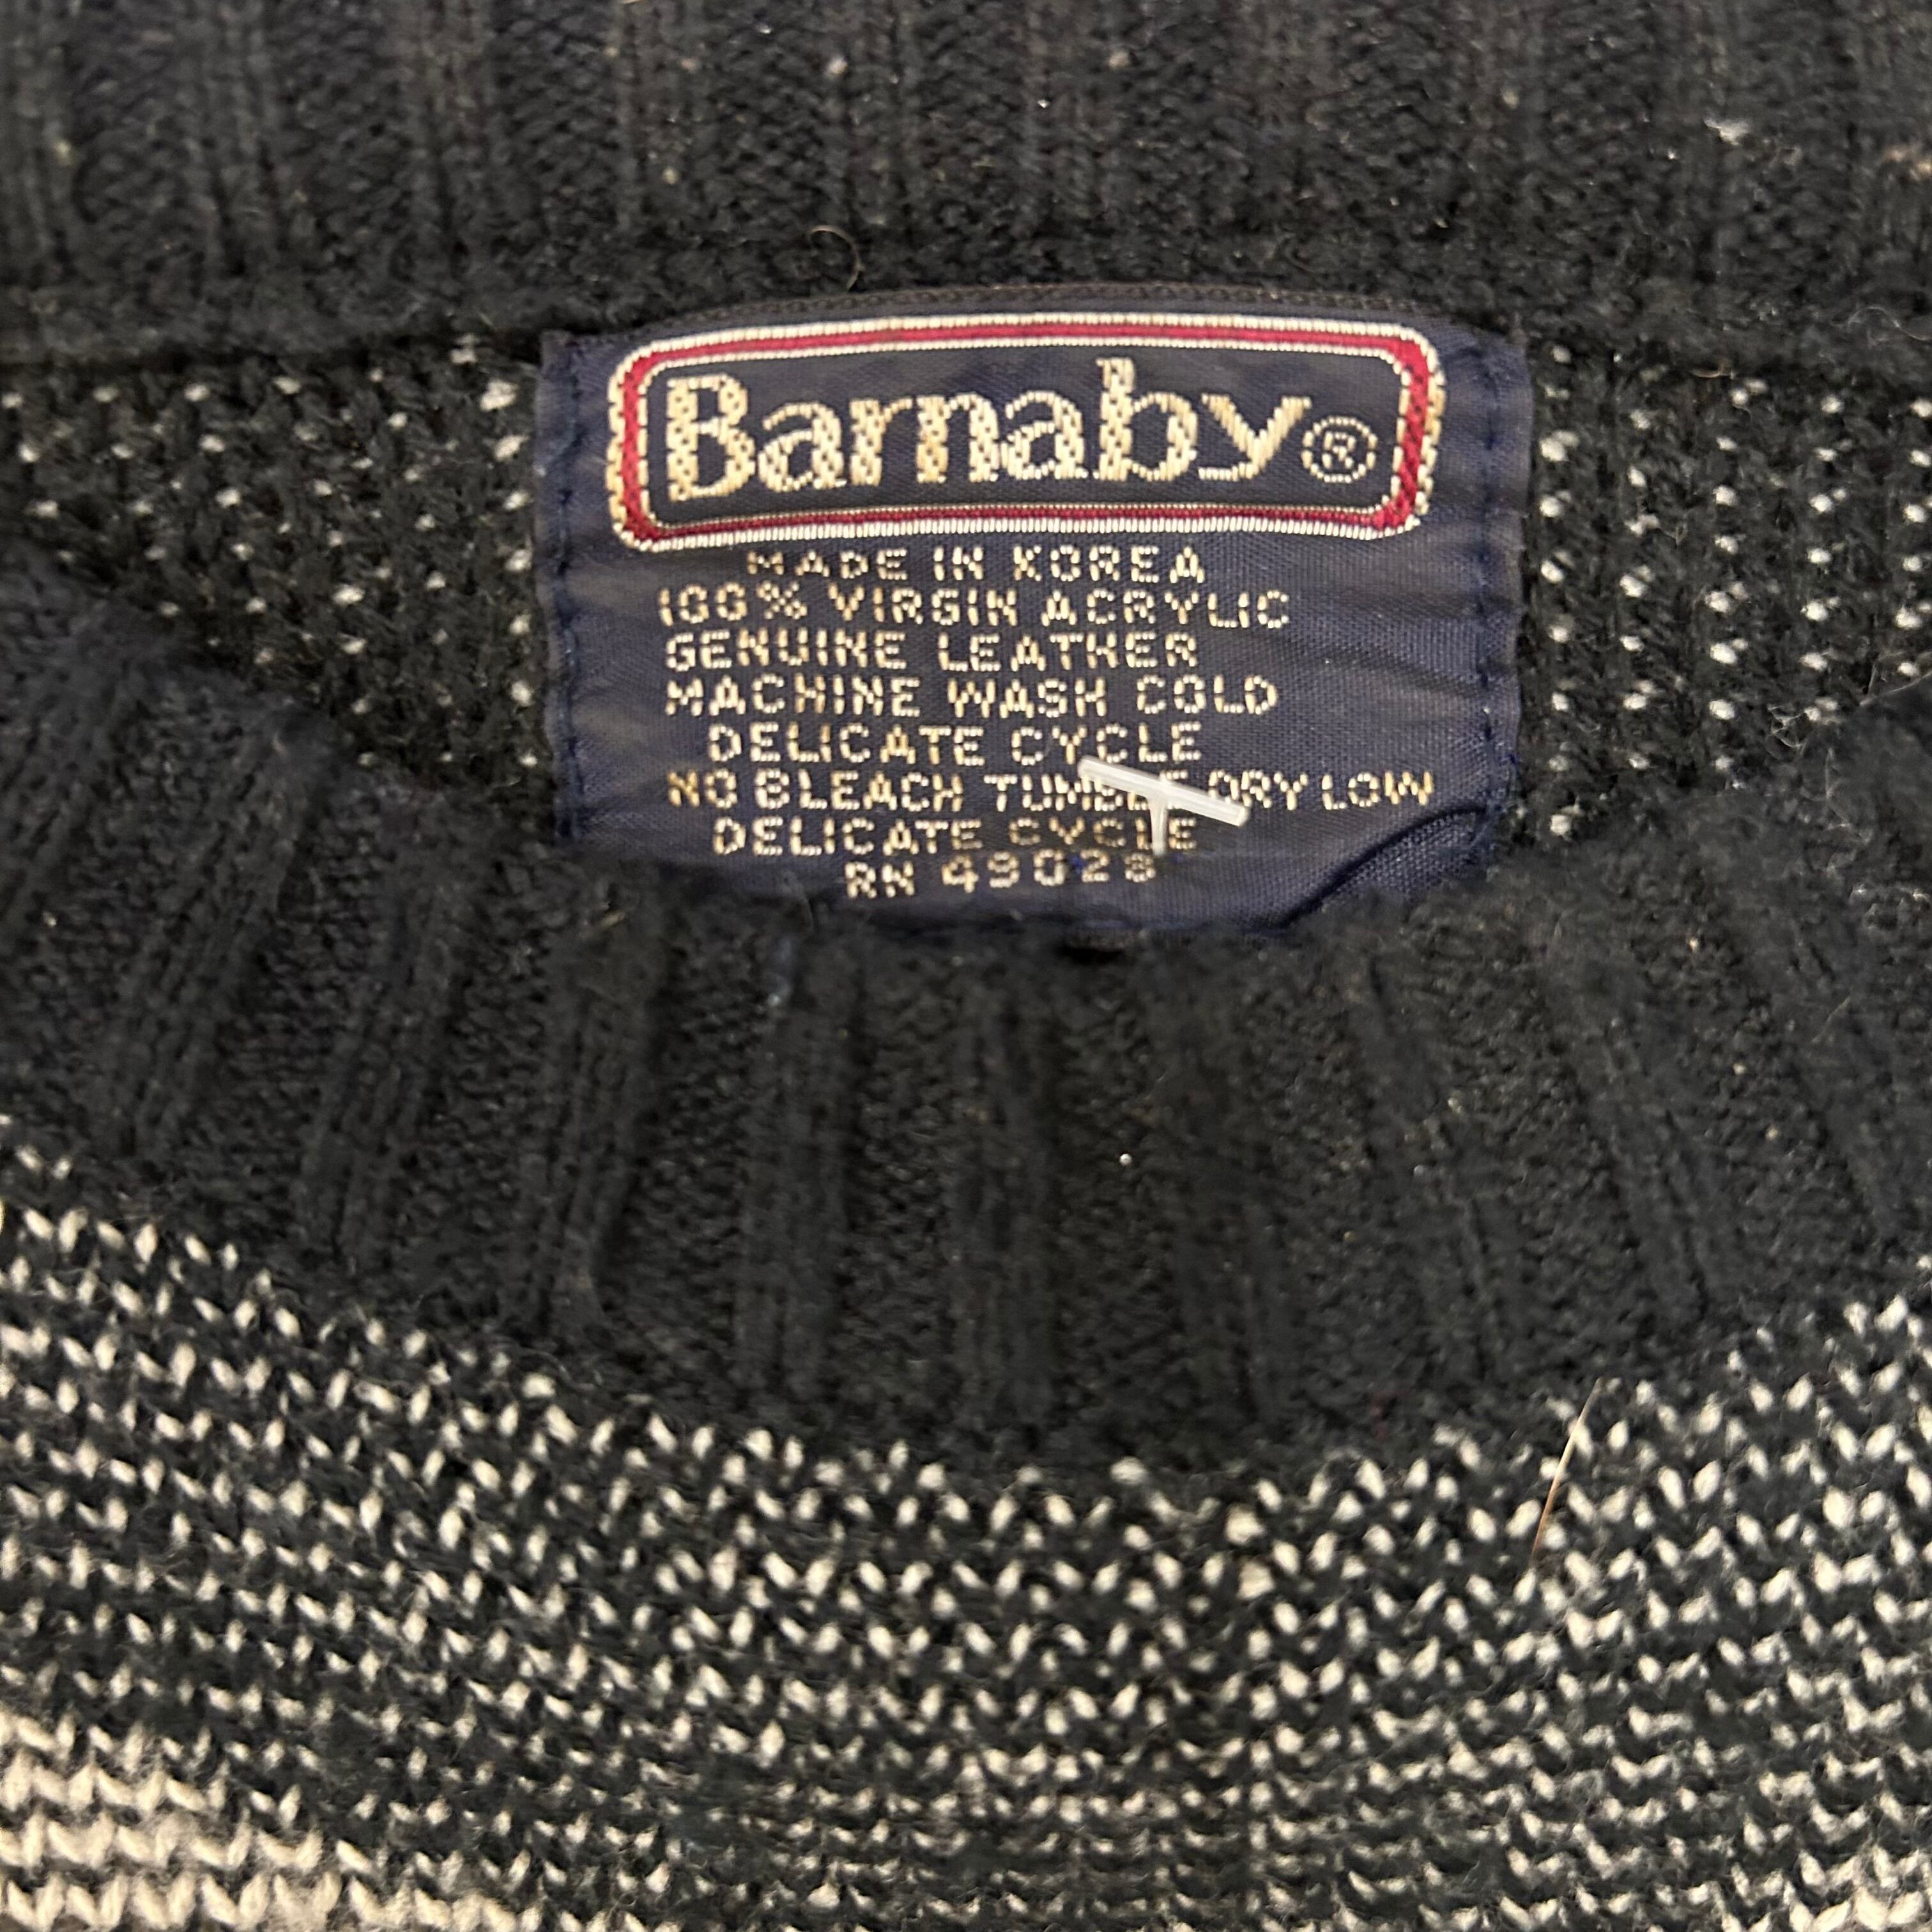 Barnaby®
MADE IN KOREA
100% VIRGIN ACRYLIC
GENUINE LEATHER
MACHINE WASH COLD
DELICATE CYCLE
NO BLEACH TUMBLE DRY LOW
DELICATE CYCLE
RN 49028